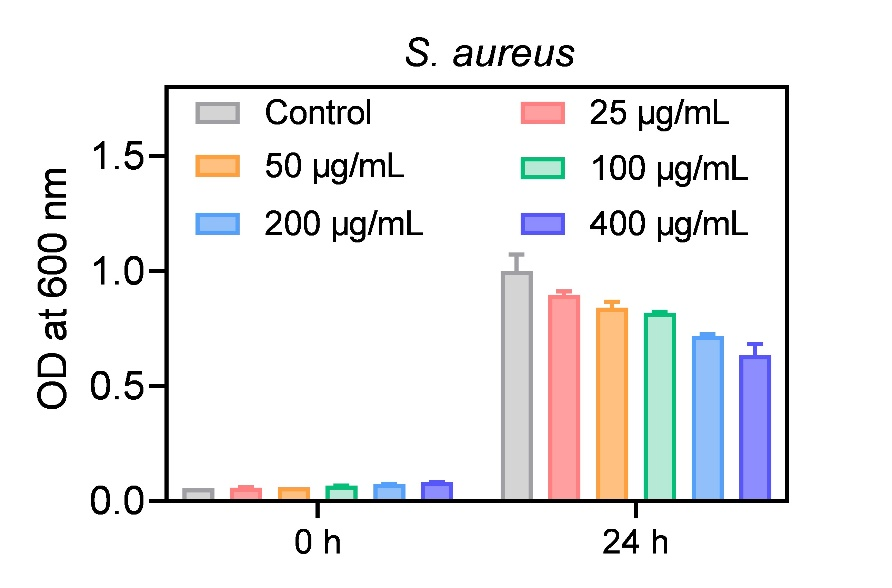 S. aureus
Control
25 µg/mL
50 µg/mL
100 µg/mL
200 µg/mL
400 µg/mL
OD at 600 nm
1.5
1.0
0.5
0.0
0 h
24 h